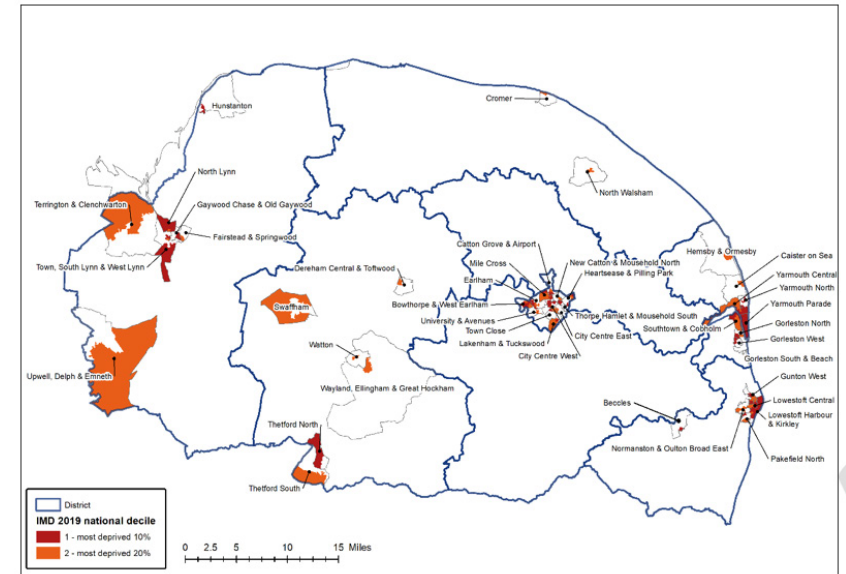 Hunstanton
Cromer
North Lynn
North Walsham
Terrington & Clenchwarton
Gaywood Chase & Old Gaywood
Fairstead & Springwood
Catton Grove & Airport
Hemsby & Ormesby
Town, South Lynn & West Lynn
Dereham Central & Toftwood
Mile Cross
New Catton & Mousehold North
Caister on Sea
Earlham
Heartsease & Pilling Park
Yarmouth Central
Yarmouth North
Swaffham
Bowthorpe & West Earlham
Yarmouth Parade
University & Avenues
Thorpe Hamlet & Mousehold South
Southtown & Cobholm
Gorleston North
Town Close
City Centre East
Gorleston West
Watton
Lakenham & Tuckswood
City Centre West
Gorleston South & Beach
Upwell, Delph & Emneth
Wayland, Ellingham & Great Hockham
Gunton West
Beccles
Lowestoft Central
Lowestoft Harbour
& Kirkley
Thetford North
Normanston & Oulton Broad East
Pakefield North
Thetford South
District
IMD 2019 national decile
1 - most deprived 10%
2 - most deprived 20%
0 2.5 5 10 15 Miles